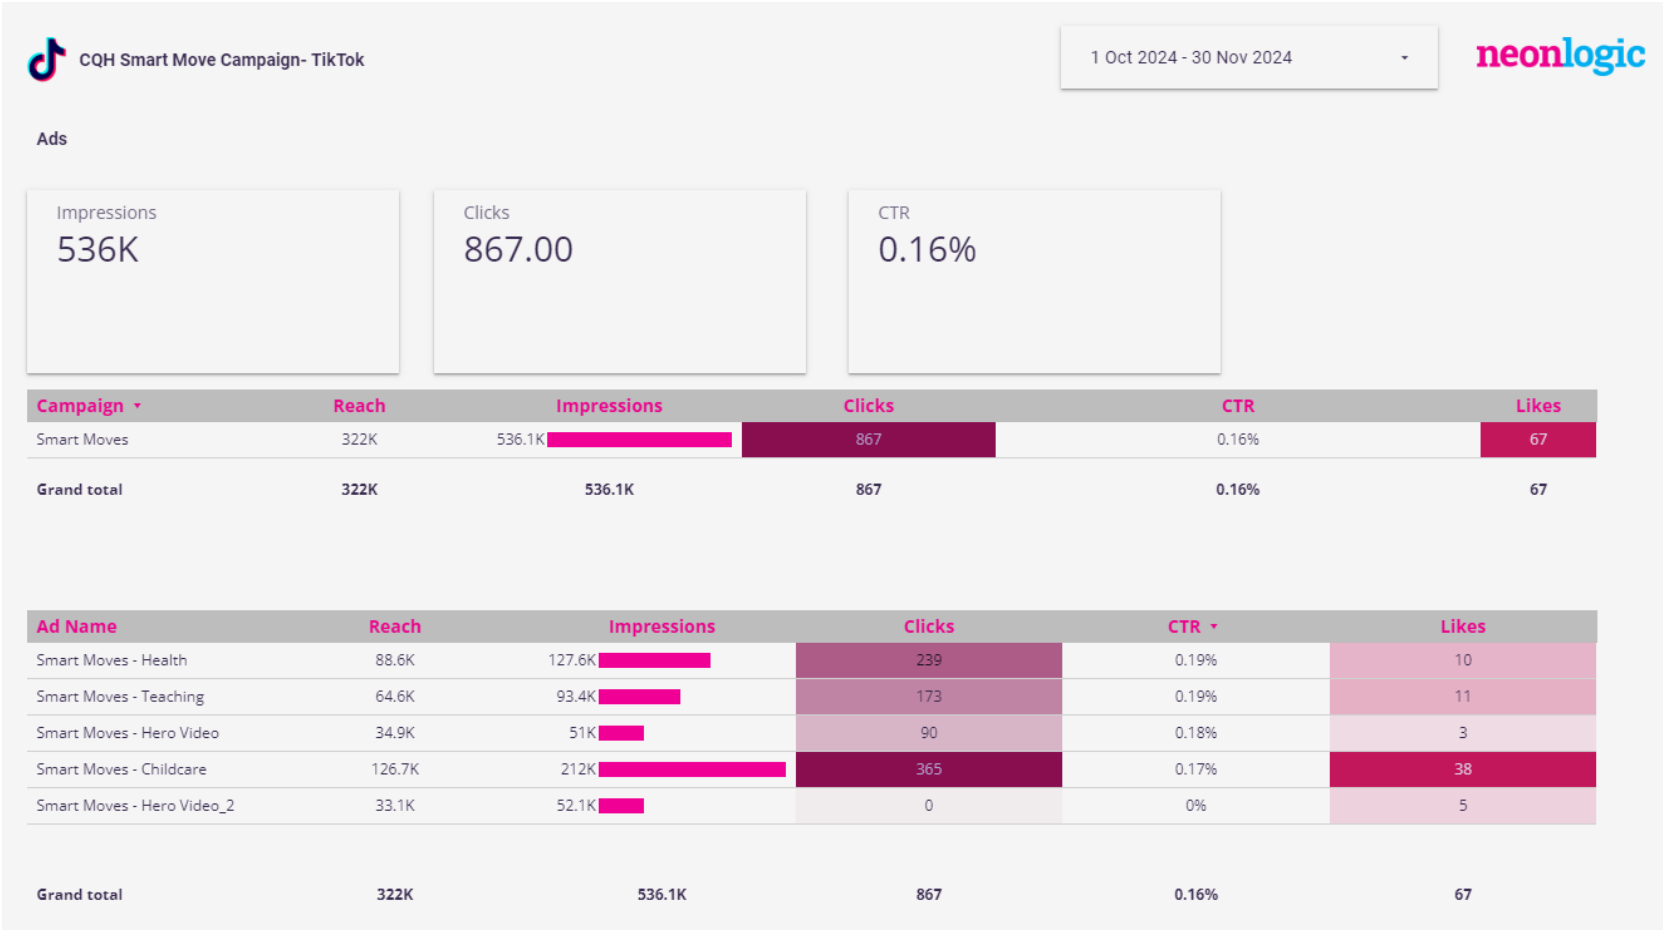 CQH Smart Move Campaign- TikTok
1 Oct 2024 - 30 Nov 2024
neonlogic
Ads
Impressions
536K
Clicks
867.00
CTR
0.16%
Campaign Reach Impressions Clicks CTR Likes
Smart Moves 322K 536.1K 867 0.16% 67
Grand total 322K 536.1K 867 0.16% 67
Ad Name Reach Impressions Clicks CTR Likes
Smart Moves - Health 88.6K 127.6K 239 0.19% 10
Smart Moves - Teaching 64.6K 93.4K 173 0.19% 11
Smart Moves - Hero Video 34.9K 51K 90 0.18% 3
Smart Moves - Childcare 126.7K 212K 365 0.17% 38
Smart Moves - Hero Video_2 33.1K 52.1K 0 0% 5
Grand total 322K 536.1K 867 0.16% 67